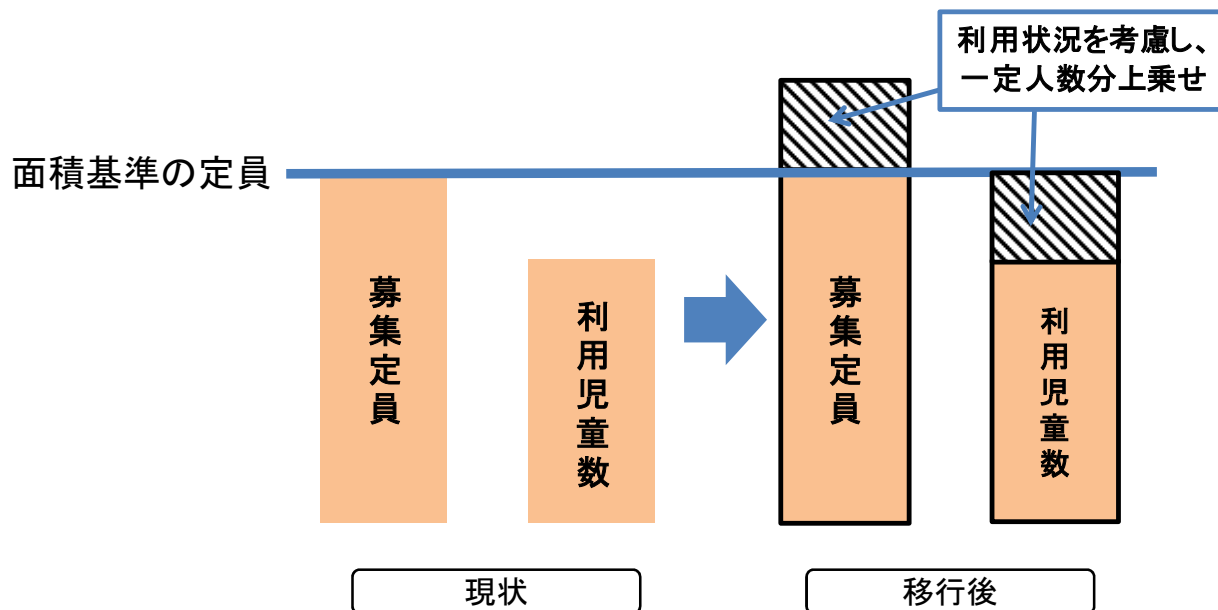 利用状況を考慮し、
一定人数分上乗せ
面積基準の定員
募集定員
利用児童数
募集定員
利用児童数
現状
移行後